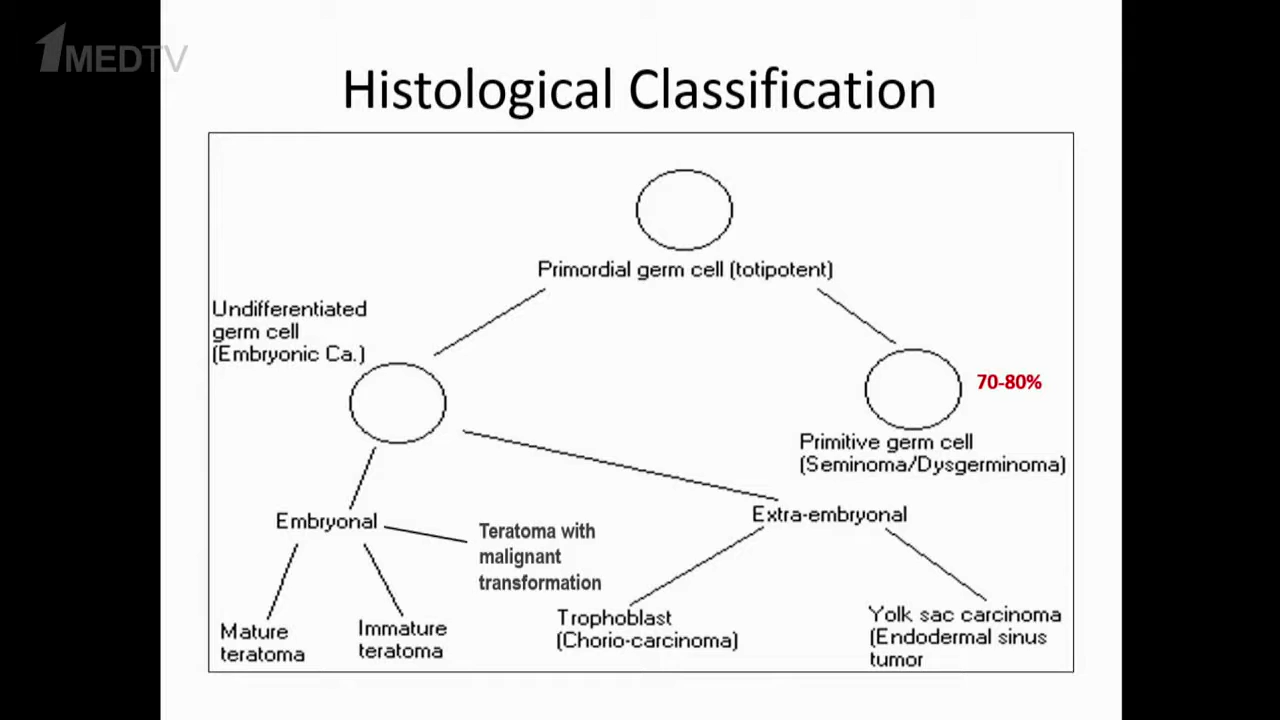 1MEDTV
Histological Classification
Primordial germ cell (totipotent)
Undifferentiated
germ cell
(Embryonic Ca.)
70-80%
Primitive germ cell
(Seminoma/Dysgerminoma)
Embryonal
Teratoma with
malignant
transformation
Extra-embryonal
Mature
teratoma
Immature
teratoma
Trophoblast
(Chorio-carcinoma)
Yolk sac carcinoma
(Endodermal sinus
tumor